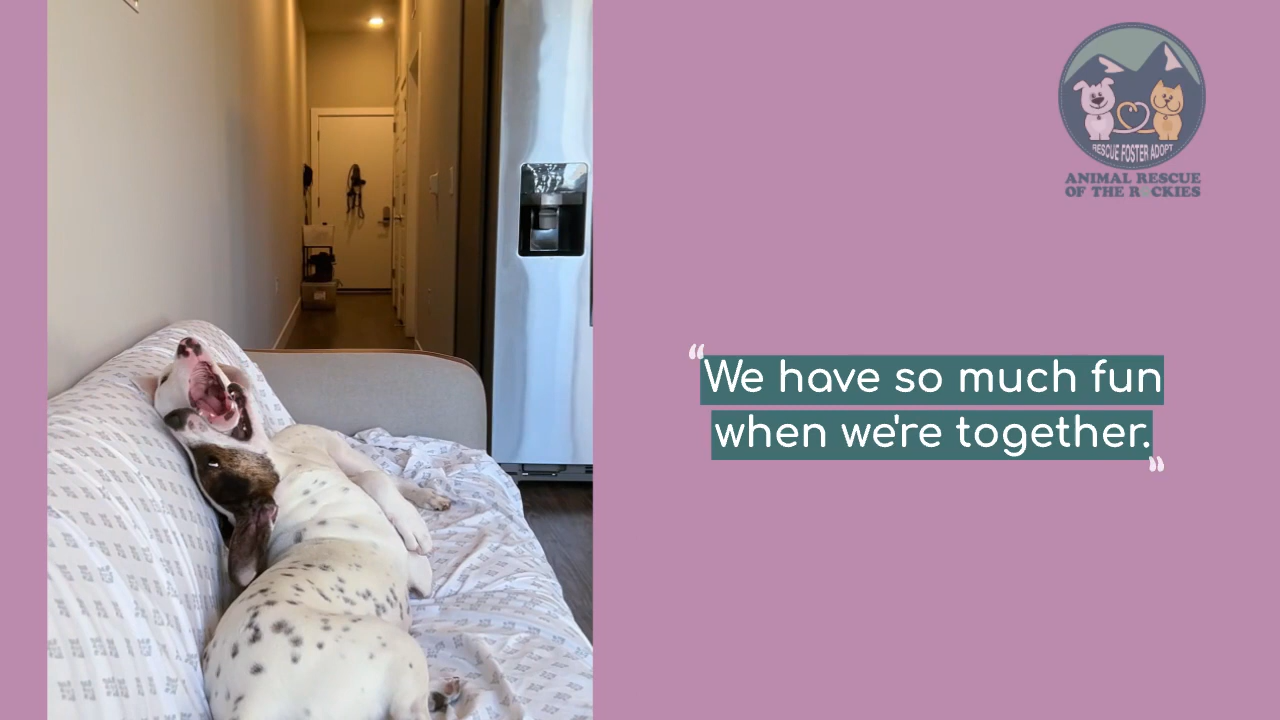 RESCUE FOSTER ADOPT
ANIMAL RESCUE
OF THE ROCKIES
“We have so much fun
when we're together.”